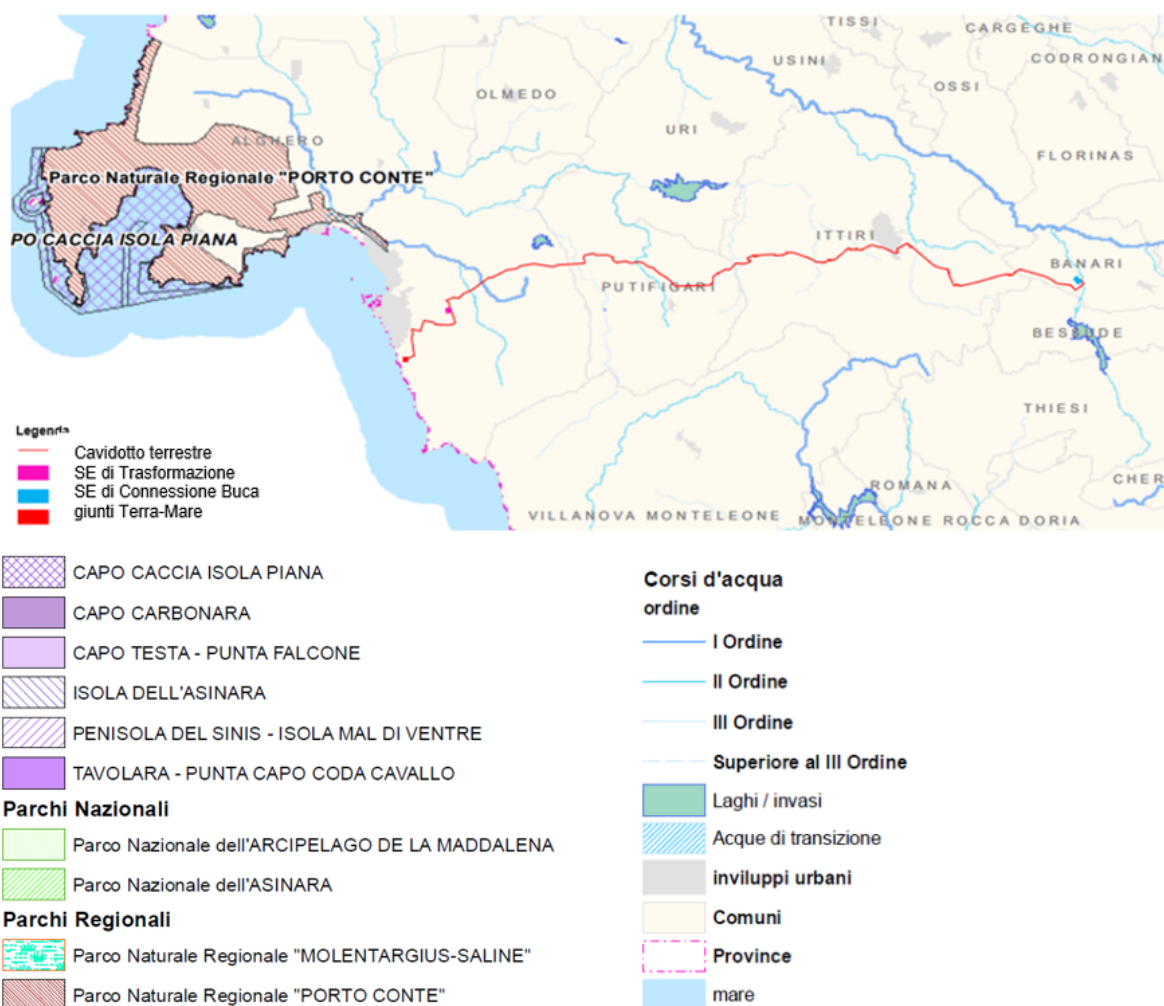 TISSI
CARGEGHE
USINI
CODRONGIAN
OSSI
OLMEDO
URI
ALGHERO
FLORINAS
Parco Naturale Regionale "PORTO CONTE"
PO CACCIA ISOLA PIANA
ITTIRI
BANARI
PUTIFIGARI
BESSUDE
THIESI
CHER
ROMANA
VILLANOVA MONTELEONE
MONTELEONE ROCCA DORIA
Legenda
Cavidotto terrestre
SE di Trasformazione
SE di Connessione Buca
giunti Terra-Mare
CAPO CACCIA ISOLA PIANA
CAPO CARBONARA
CAPO TESTA - PUNTA FALCONE
ISOLA DELL'ASINARA
PENISOLA DEL SINIS - ISOLA MAL DI VENTRE
TAVOLARA - PUNTA CAPO CODA CAVALLO
Parchi Nazionali
Parco Nazionale dell'ARCIPELAGO DE LA MADDALENA
Parco Nazionale dell'ASINARA
Parchi Regionali
Parco Naturale Regionale "MOLENTARGIUS-SALINE"
Parco Naturale Regionale "PORTO CONTE"
Corsi d'acqua
ordine
I Ordine
II Ordine
III Ordine
Superiore al III Ordine
Laghi / invasi
Acque di transizione
inviluppi urbani
Comuni
Province
mare